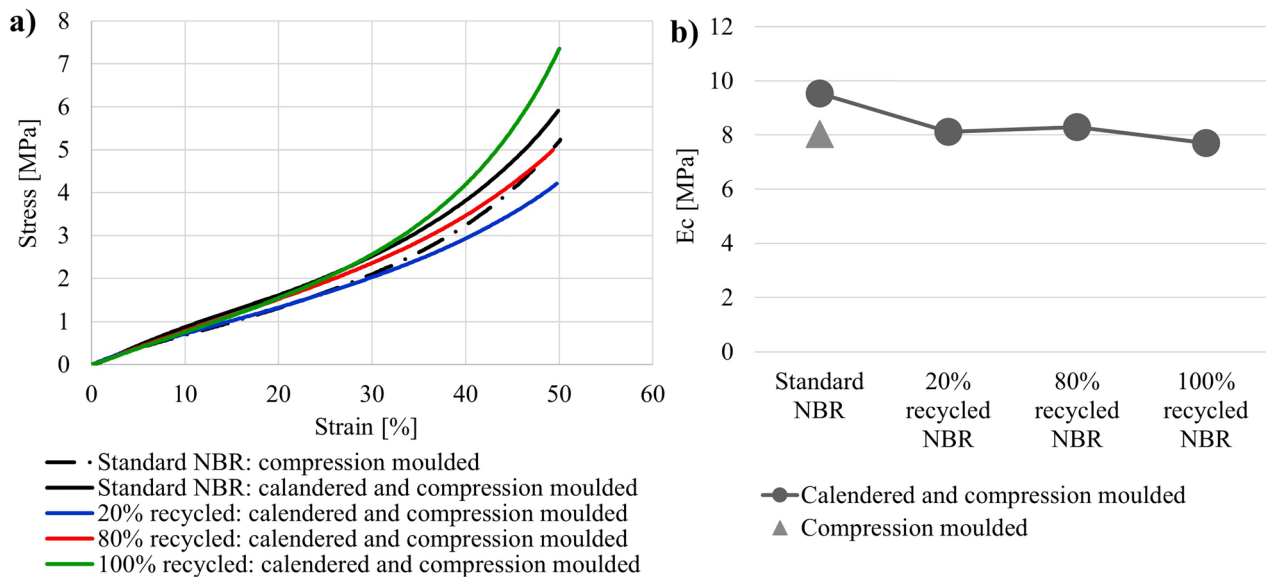 a)
Stress [MPa]
8
7
6
5
4
3
2
1
0
0 10 20 30 40 50 60
Strain [%]
Standard NBR: compression moulded
Standard NBR: calandered and compression moulded
20% recycled: calendered and compression moulded
80% recycled: calendered and compression moulded
100% recycled: calendered and compression moulded
b)
Ec [MPa]
12
10
8
6
4
2
0
Standard 20% 80% 100%
NBR recycled recycled recycled
NBR NBR NBR
Calendered and compression moulded
Compression moulded